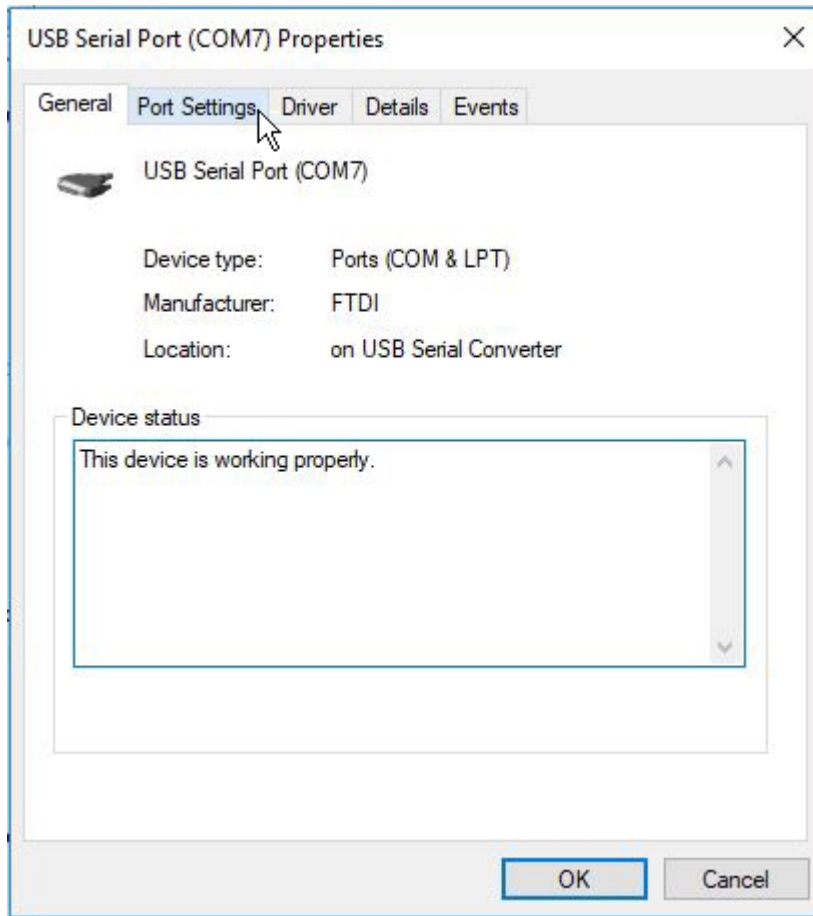 USB Serial Port (COM7) Properties
General Port Settings Driver Details Events
USB Serial Port (COM7)
Device type: Ports (COM & LPT)
Manufacturer: FTDI
Location: on USB Serial Converter
Device status
This device is working properly.
OK Cancel